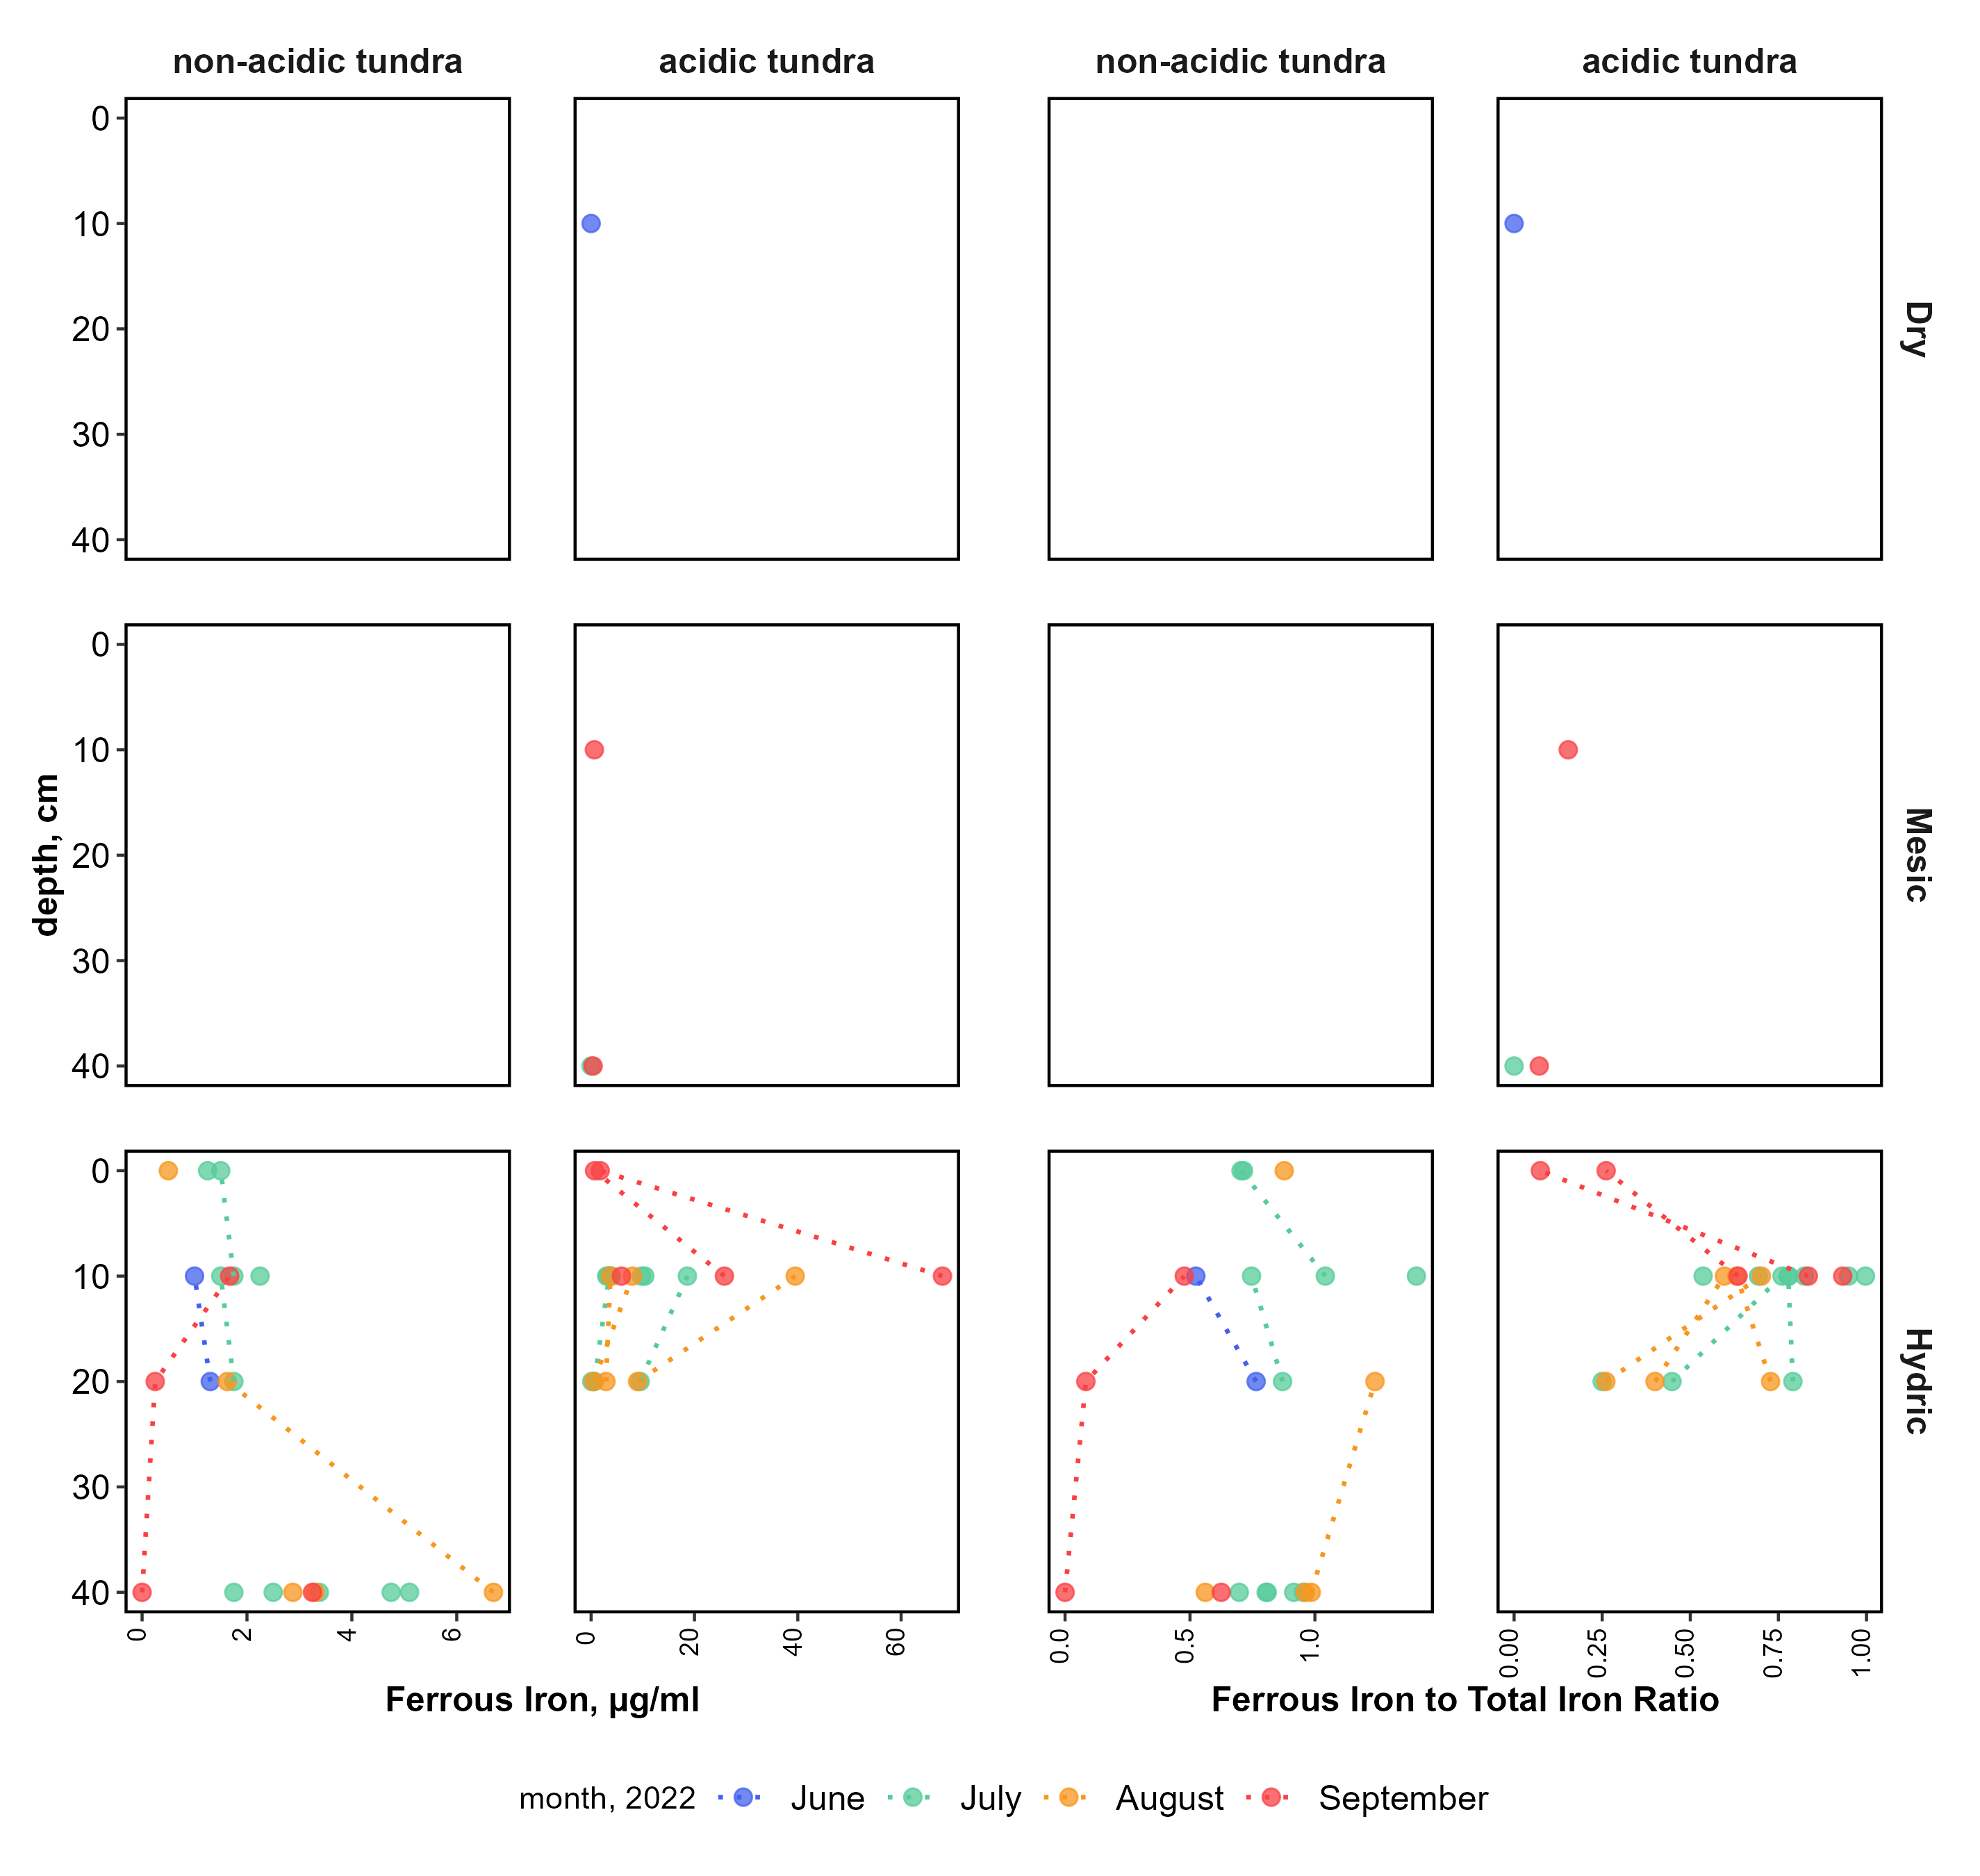 non-acidic tundra acidic tundra non-acidic tundra acidic tundra
0
10
20
30
40
Dry
0
10
20
30
40
Mesic
depth, cm
0
10
20
30
40
Hydric
0 2 4 6 0 20 40 60 0.0 0.5 1.0 0.00 0.25 0.50 0.75 1.00
Ferrous Iron, µg/ml Ferrous Iron to Total Iron Ratio
month, 2022 June July August September